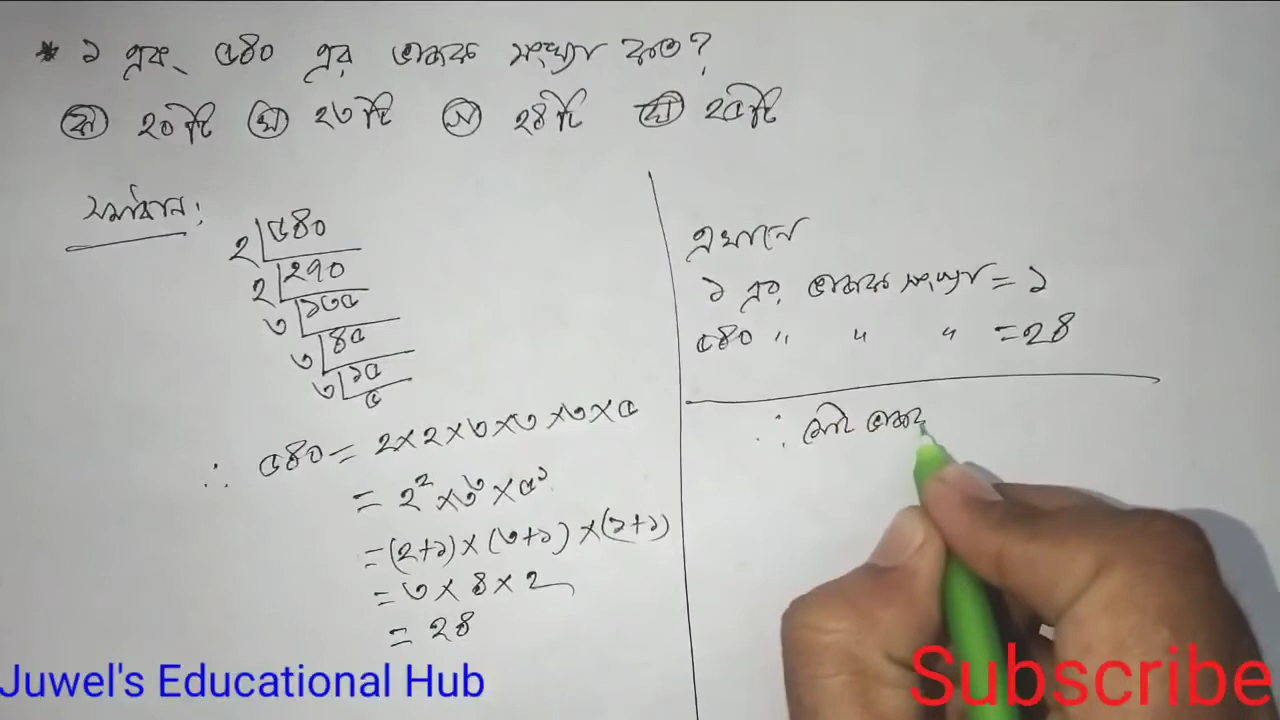 * ১ এবং ৫৪০ এর ভাজক সংখ্যা কত?
ক ২০টি খ ২৩টি গ ২৪টি ঘ ২৫টি
সমাধান:
২ ৫৪০
২ ২৭০
৩ ১৩৫
৩ ৪৫
৩ ১৫
৫
∴ ৫৪০ = ২×২×৩×৩×৩×৫
= ২² × ৩³ × ৫¹
= (২+১) × (৩+১) × (১+১)
= ৩ × ৪ × ২
= ২৪
এখানে
১ এর ভাজক সংখ্যা = ১
৫৪০ " " " = ২৪
∴ মোট ভাজক
Juwel's Educational Hub
Subscribe